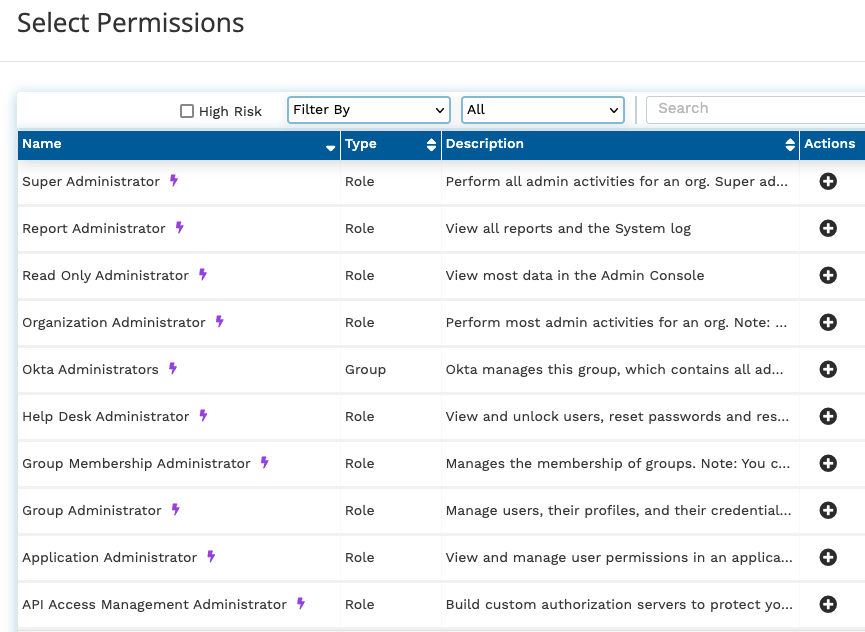 Select Permissions
High Risk Filter By All Search
Name Type Description Actions
Super Administrator Role Perform all admin activities for an org. Super ad...
Report Administrator Role View all reports and the System log
Read Only Administrator Role View most data in the Admin Console
Organization Administrator Role Perform most admin activities for an org. Note: ...
Okta Administrators Group Okta manages this group, which contains all ad...
Help Desk Administrator Role View and unlock users, reset passwords and res...
Group Membership Administrator Role Manages the membership of groups. Note: You c...
Group Administrator Role Manage users, their profiles, and their credential...
Application Administrator Role View and manage user permissions in an applica...
API Access Management Administrator Role Build custom authorization servers to protect yo...